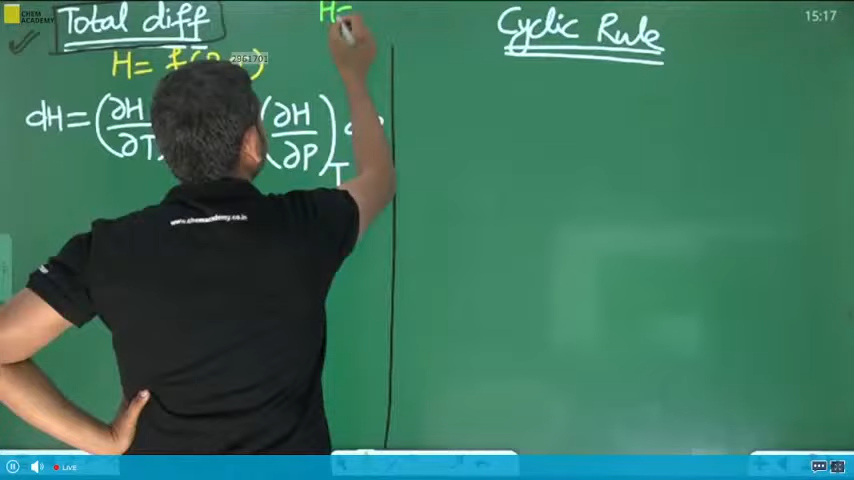 CHEM
ACADEMY
Total diff
H=
Cyclic Rule
15:17
H= f(
2961701
dH= (∂H/∂T) (∂H/∂P)T
www.chemacademy.co.in
LIVE